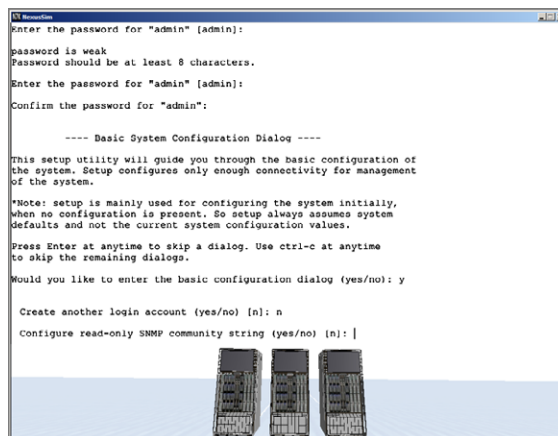 NexusSim
Enter the password for "admin" [admin]:
password is weak
Password should be at least 8 characters.
Enter the password for "admin" [admin]:
Confirm the password for "admin":
---- Basic System Configuration Dialog ----
This setup utility will guide you through the basic configuration of
the system. Setup configures only enough connectivity for management
of the system.
*Note: setup is mainly used for configuring the system initially,
when no configuration is present. So setup always assumes system
defaults and not the current system configuration values.
Press Enter at anytime to skip a dialog. Use ctrl-c at anytime
to skip the remaining dialogs.
Would you like to enter the basic configuration dialog (yes/no): y
Create another login account (yes/no) [n]: n
Configure read-only SNMP community string (yes/no) [n]: